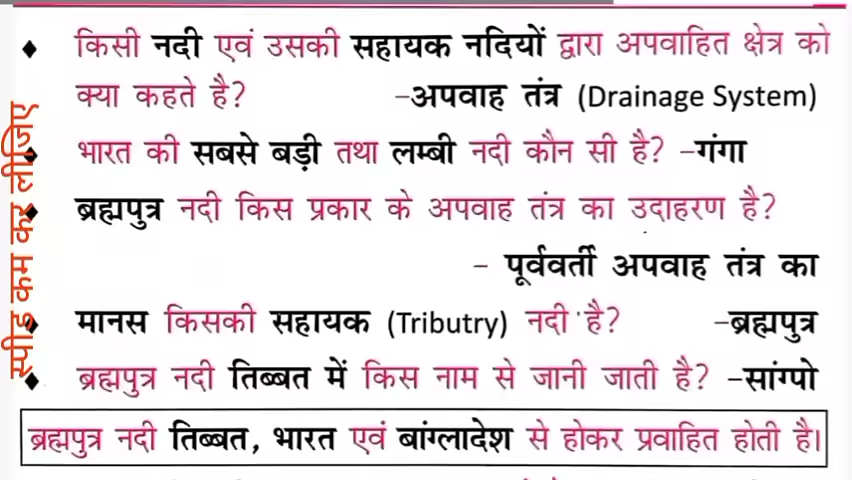 ♦ किसी नदी एवं उसकी सहायक नदियों द्वारा अपवाहित क्षेत्र को
क्या कहते है? –अपवाह तंत्र (Drainage System)
♦ भारत की सबसे बड़ी तथा लम्बी नदी कौन सी है? –गंगा
♦ ब्रह्मपुत्र नदी किस प्रकार के अपवाह तंत्र का उदाहरण है?
– पूर्ववर्ती अपवाह तंत्र का
♦ मानस किसकी सहायक (Tributry) नदी है? –ब्रह्मपुत्र
♦ ब्रह्मपुत्र नदी तिब्बत में किस नाम से जानी जाती है? –सांग्पो
ब्रह्मपुत्र नदी तिब्बत, भारत एवं बांग्लादेश से होकर प्रवाहित होती है।
स्पीड कम कर लीजिए